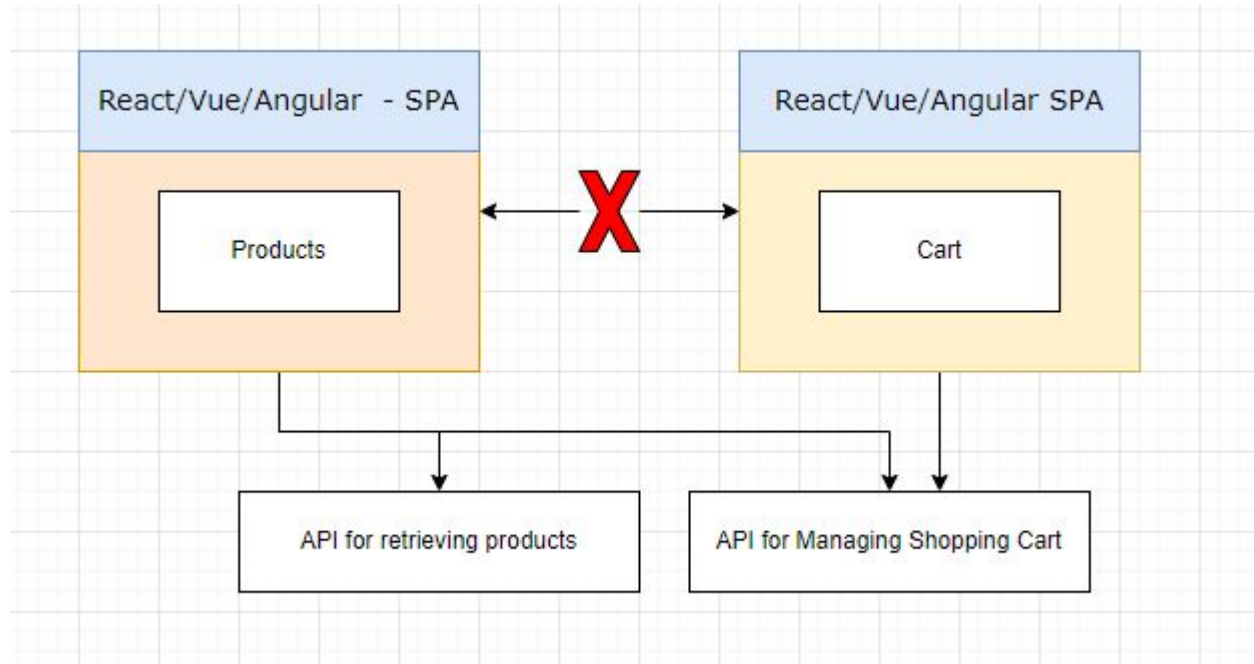 React/Vue/Angular - SPA
React/Vue/Angular SPA
X
Products
Cart
API for retrieving products
API for Managing Shopping Cart